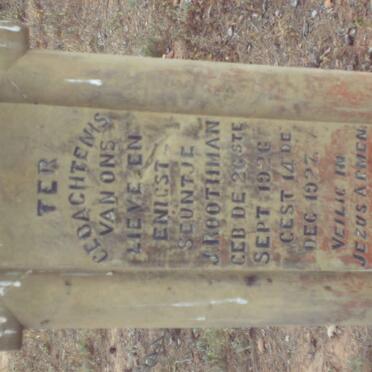 TER
GEDACHTENIS
VAN ONS
LIEVE EN
ENIGST
SEUNTJE
J. ROOTHMAN
GEB DE 26STE
SEPT 1926
GEST 14DE
DEC 1927
VEILIG IN
JEZUS ARMEN